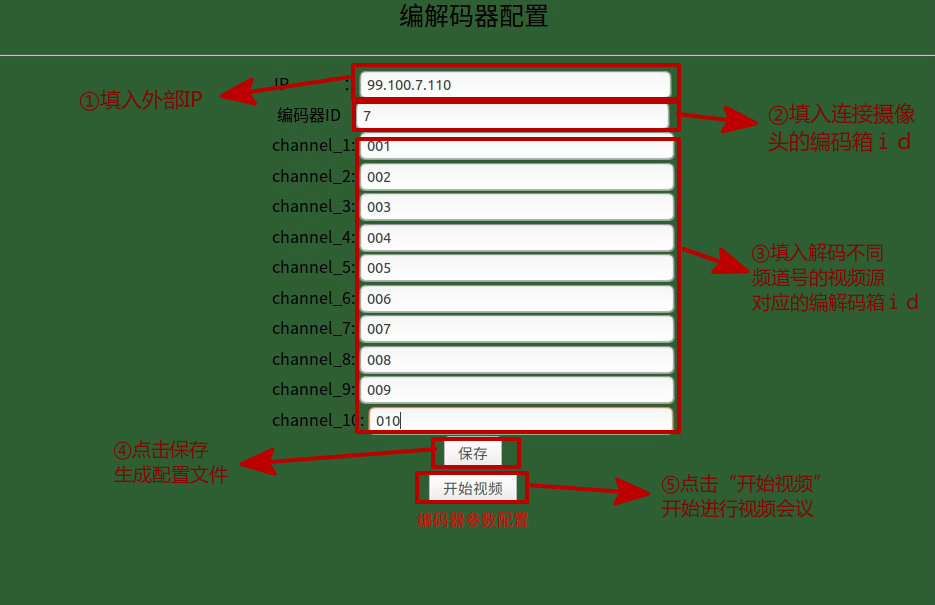 编解码器配置
IP : 99.100.7.110
①填入外部IP
编码器ID 7
②填入连接摄像
头的编码箱ｉｄ
channel_1: 001
channel_2: 002
channel_3: 003
channel_4: 004
channel_5: 005
③填入解码不同
频道号的视频源
对应的编解码箱ｉｄ
channel_6: 006
channel_7: 007
channel_8: 008
channel_9: 009
channel_10: 010
④点击保存
生成配置文件
保存
开始视频
⑤点击“开始视频”
开始进行视频会议
编码器参数配置